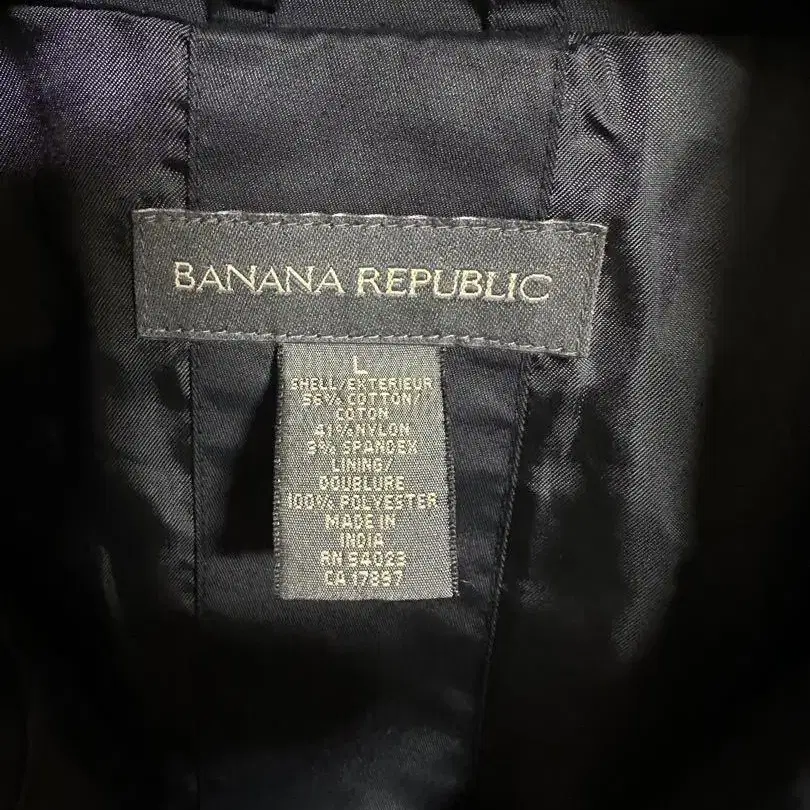 BANANA REPUBLIC
L
SHELL/EXTERIEUR
56% COTTON/
COTON
41% NYLON
3% SPANDEX
LINING/
DOUBLURE
100% POLYESTER
MADE IN
INDIA
RN 54023
CA 17897